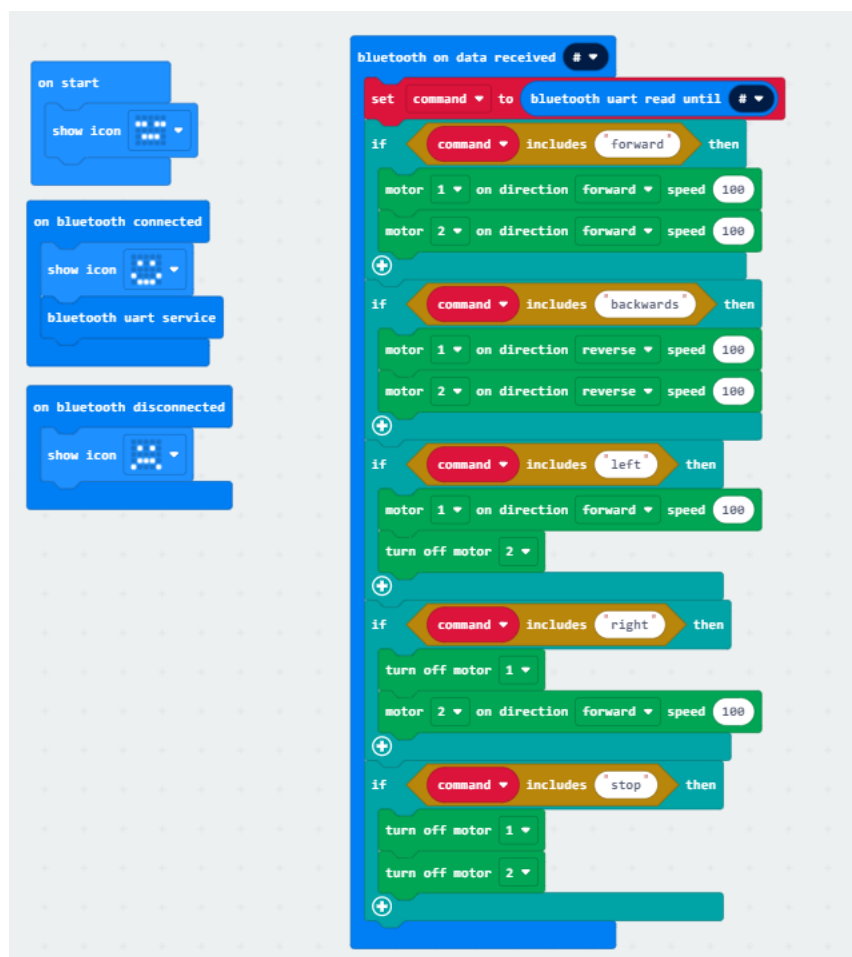 on start
show icon
on bluetooth connected
show icon
bluetooth uart service
on bluetooth disconnected
show icon
bluetooth on data received #
set command to bluetooth uart read until #
if command includes "forward" then
motor 1 on direction forward speed 100
motor 2 on direction forward speed 100
if command includes "backwards" then
motor 1 on direction reverse speed 100
motor 2 on direction reverse speed 100
if command includes "left" then
motor 1 on direction forward speed 100
turn off motor 2
if command includes "right" then
turn off motor 1
motor 2 on direction forward speed 100
if command includes "stop" then
turn off motor 1
turn off motor 2